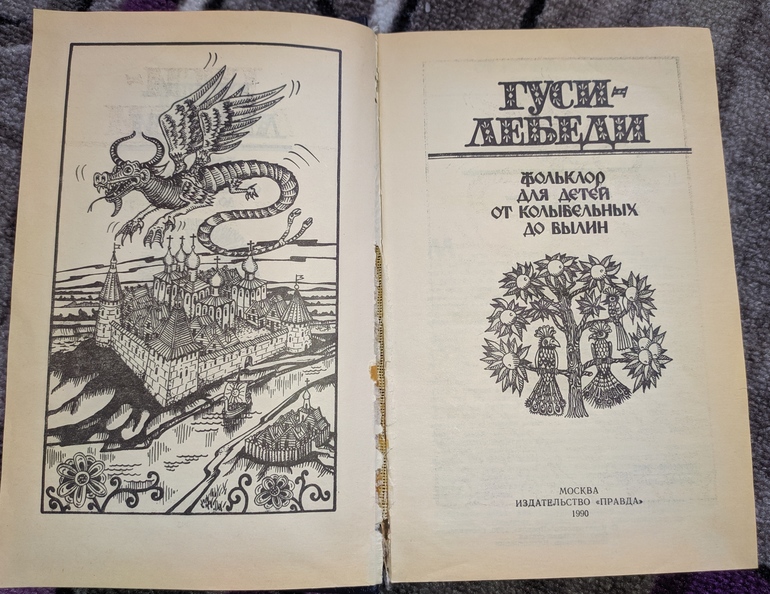 ГУСИ-
ЛЕБЕДИ
ФОЛЬКЛОР
ДЛЯ ДЕТЕЙ
ОТ КОЛЫБЕЛЬНЫХ
ДО БЫЛИН
МОСКВА
ИЗДАТЕЛЬСТВО «ПРАВДА»
1990